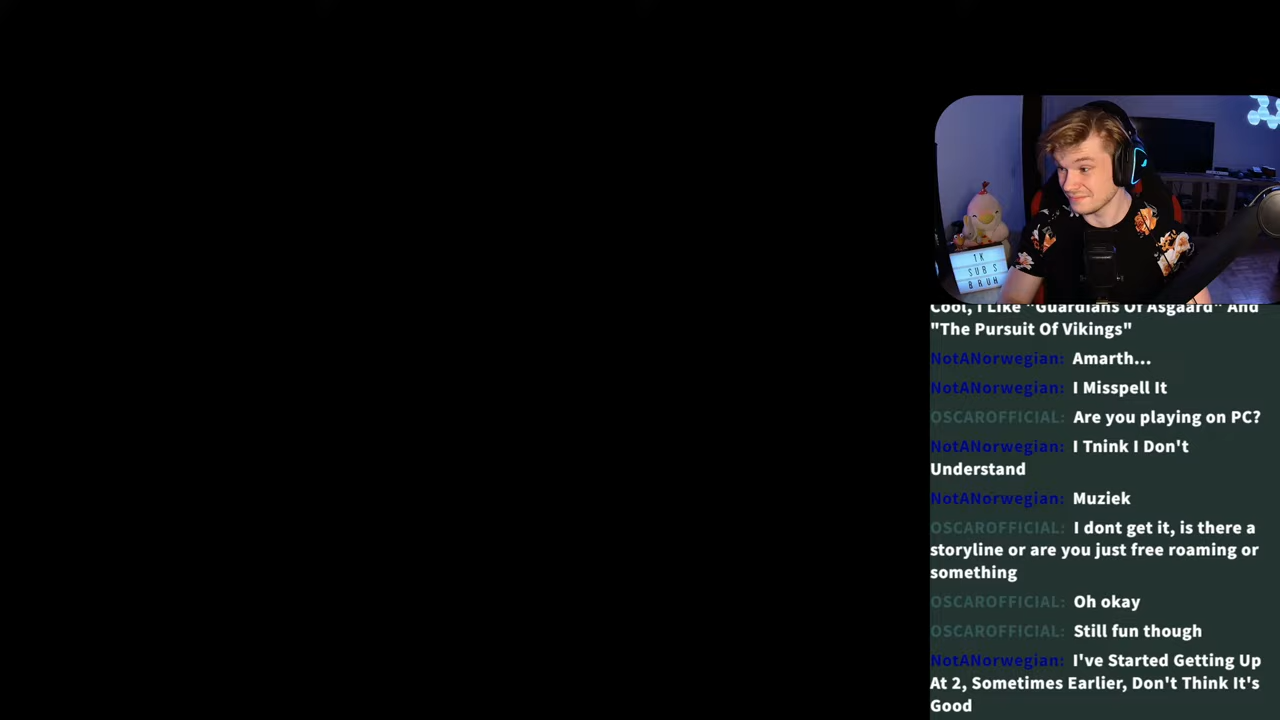 1K
SUBS
BRUH
Cool, I Like "Guardians Of Asgaard" And
"The Pursuit Of Vikings"
NotANorwegian: Amarth...
NotANorwegian: I Misspell It
OSCAROFFICIAL: Are you playing on PC?
NotANorwegian: I Tnink I Don't
Understand
NotANorwegian: Muziek
OSCAROFFICIAL: I dont get it, is there a
storyline or are you just free roaming or
something
OSCAROFFICIAL: Oh okay
OSCAROFFICIAL: Still fun though
NotANorwegian: I've Started Getting Up
At 2, Sometimes Earlier, Don't Think It's
Good